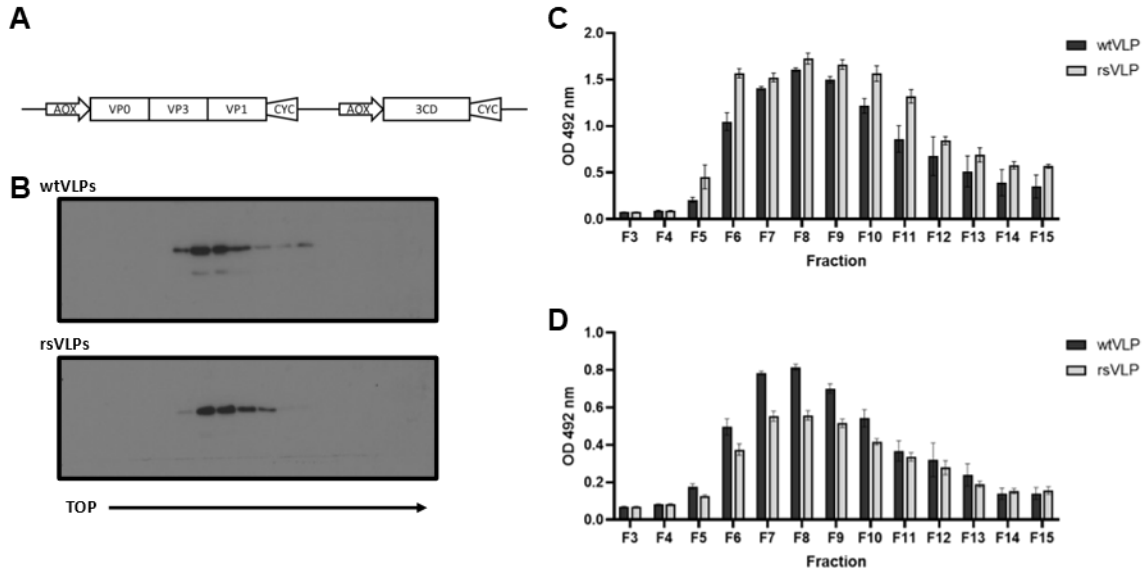 A
AOX VP0 VP3 VP1 CYC AOX 3CD CYC
B
wtVLPs
rsVLPs
TOP
C
2.0
1.5
1.0
0.5
0.0
OD 492 nm
F3 F4 F5 F6 F7 F8 F9 F10 F11 F12 F13 F14 F15
Fraction
wtVLP
rsVLP
D
1.0
0.8
0.6
0.4
0.2
0.0
OD 492 nm
F3 F4 F5 F6 F7 F8 F9 F10 F11 F12 F13 F14 F15
Fraction
wtVLP
rsVLP